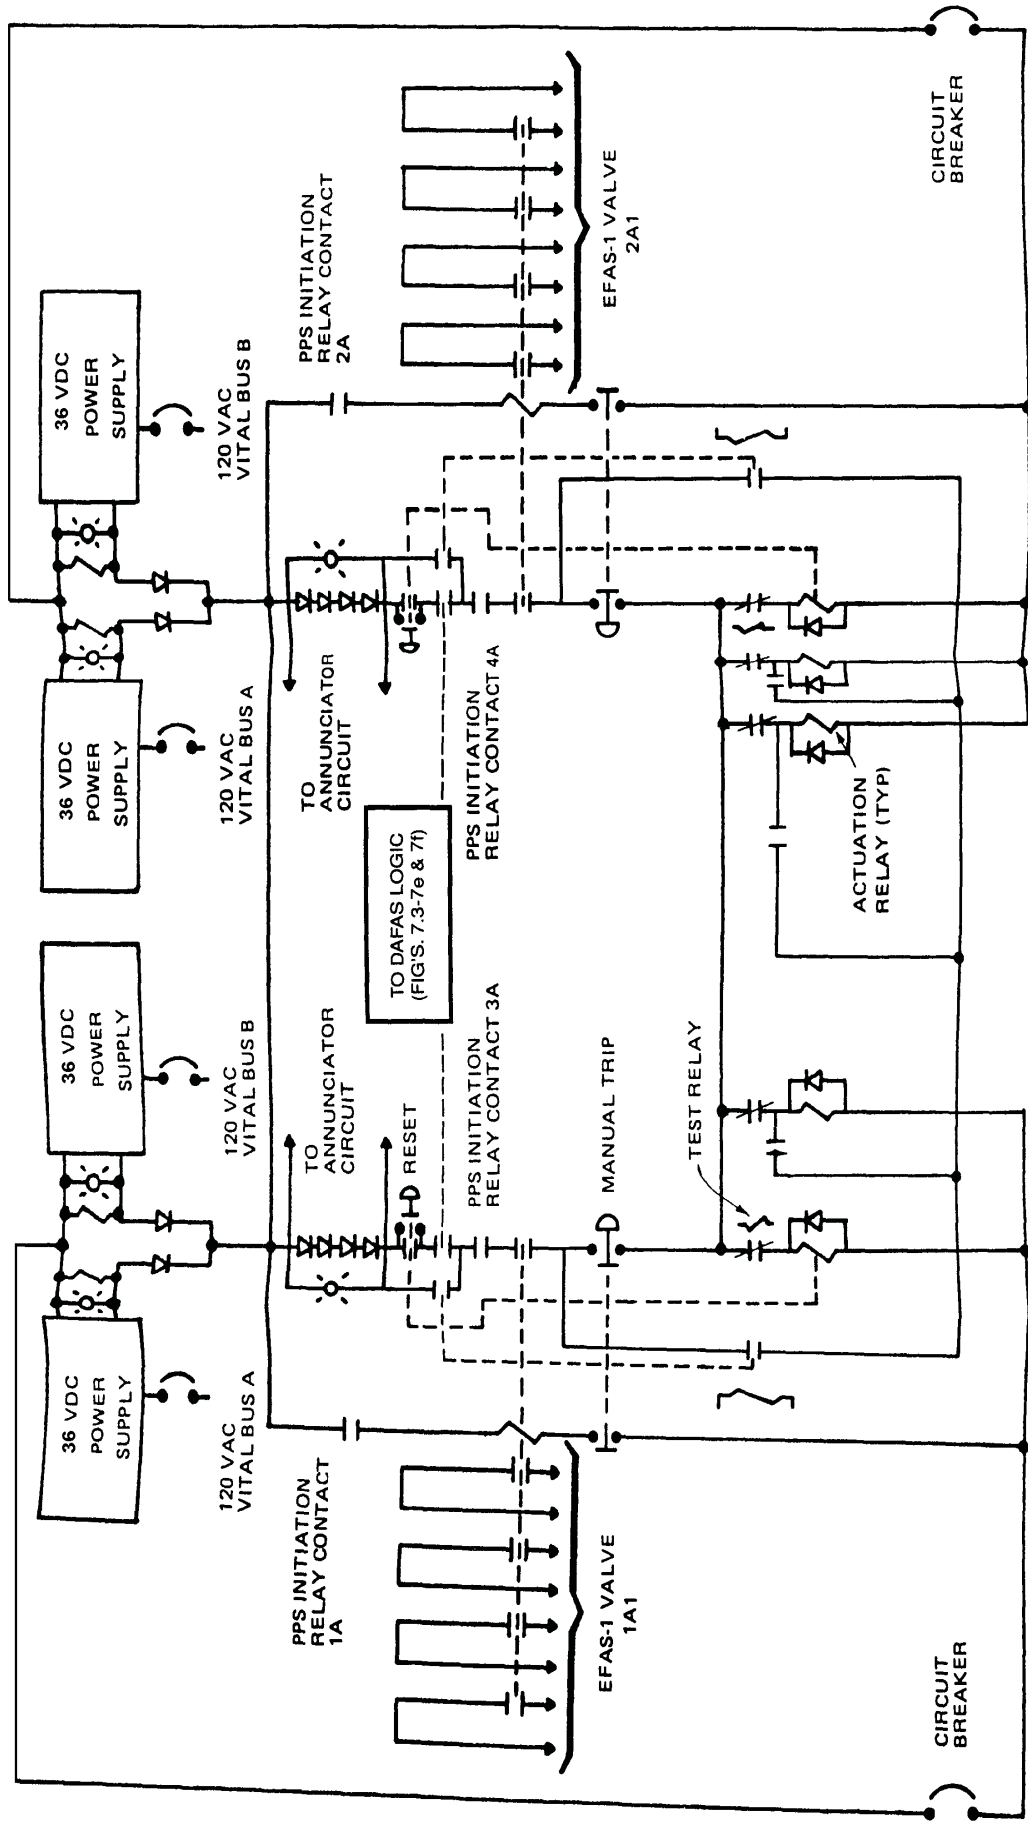 36 VDC
POWER
SUPPLY
120 VAC
VITAL BUS A
36 VDC
POWER
SUPPLY
120 VAC
VITAL BUS B
36 VDC
POWER
SUPPLY
120 VAC
VITAL BUS A
36 VDC
POWER
SUPPLY
120 VAC
VITAL BUS B
PPS INITIATION
RELAY CONTACT
1A
TO
ANNUNCIATOR
CIRCUIT
RESET
PPS INITIATION
RELAY CONTACT 3A
TO DAFAS LOGIC
(FIG'S. 7.3-7e & 7f)
TO
ANNUNCIATOR
CIRCUIT
PPS INITIATION
RELAY CONTACT 4A
PPS INITIATION
RELAY CONTACT
2A
EFAS-1 VALVE
1A1
MANUAL TRIP
EFAS-1 VALVE
2A1
TEST RELAY
ACTUATION
RELAY (TYP)
CIRCUIT
BREAKER
CIRCUIT
BREAKER